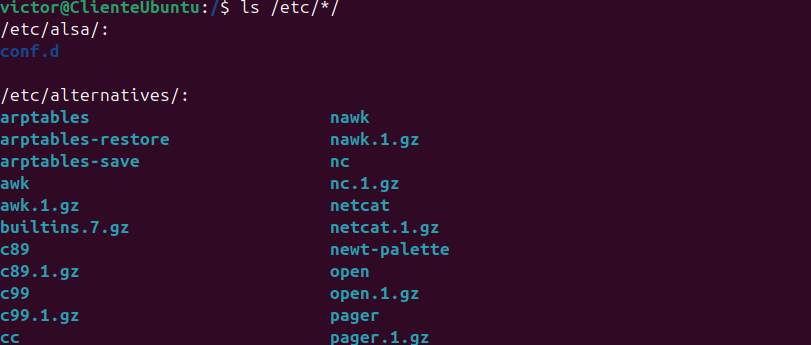 victor@ClienteUbuntu:/$ ls /etc/*/
/etc/alsa/:
conf.d

/etc/alternatives/:
arptables                        nawk
arptables-restore                nawk.1.gz
arptables-save                   nc
awk                              nc.1.gz
awk.1.gz                         netcat
builtins.7.gz                    netcat.1.gz
c89                              newt-palette
c89.1.gz                         open
c99                              open.1.gz
c99.1.gz                         pager
cc                               pager.1.gz